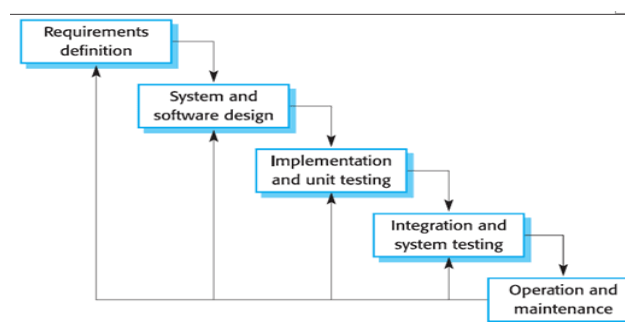 Requirements
definition
System and
software design
Implementation
and unit testing
Integration and
system testing
Operation and
maintenance